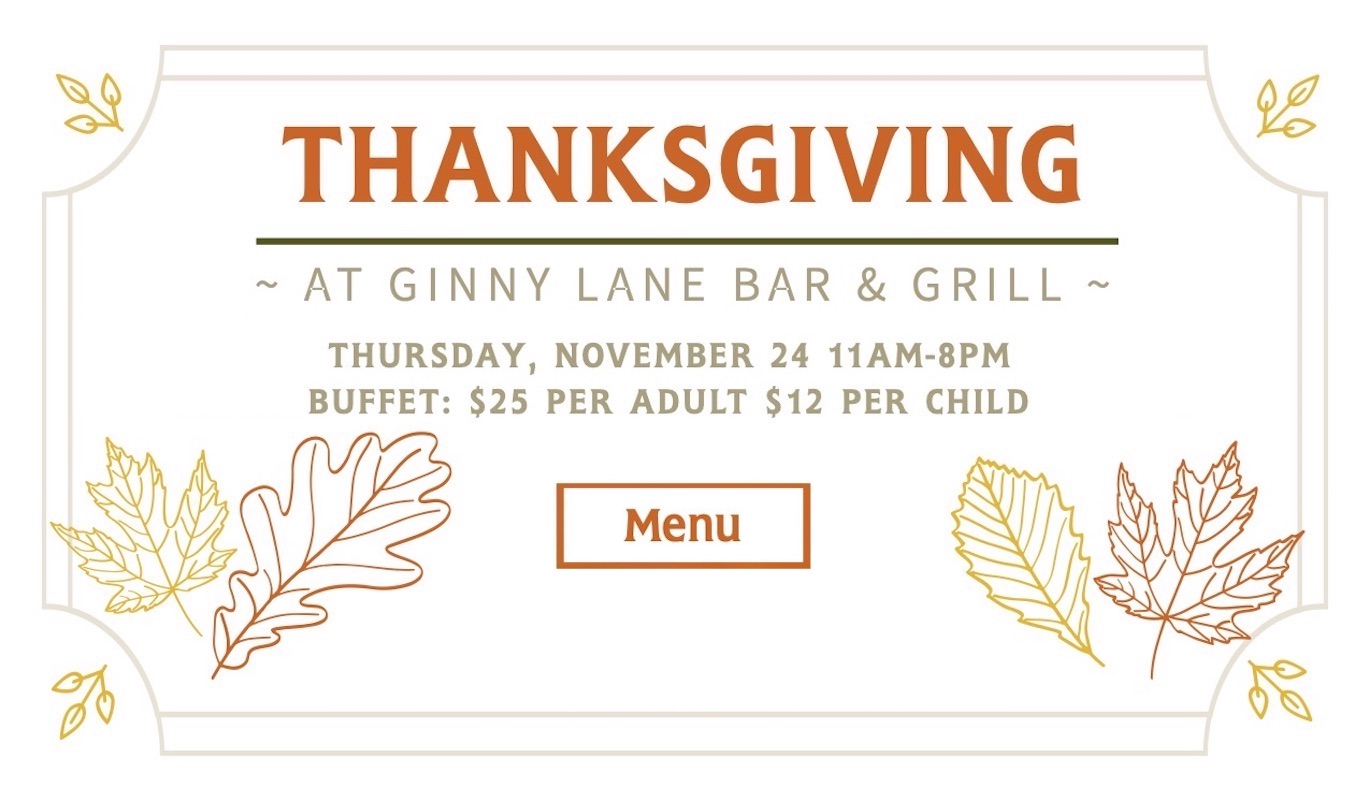 THANKSGIVING
~ AT GINNY LANE BAR & GRILL ~
THURSDAY, NOVEMBER 24 11AM-8PM
BUFFET: $25 PER ADULT $12 PER CHILD
Menu